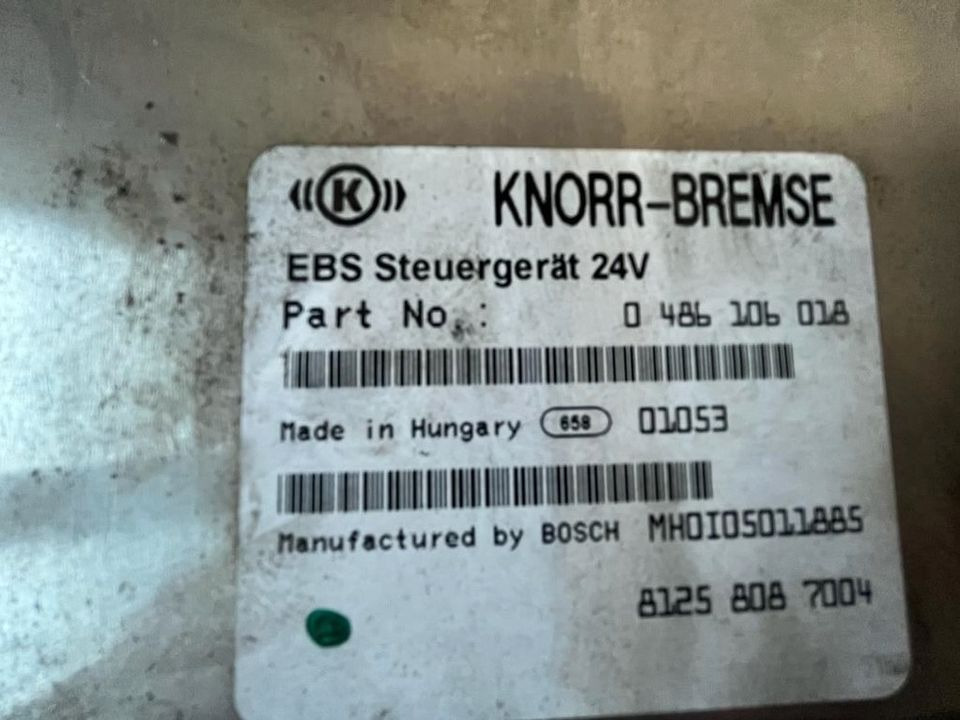 ((K)) KNORR-BREMSE
EBS Steuergerät 24V
Part No.: 0 486 106 018
Made in Hungary 658 01053
Manufactured by BOSCH MH0I05011885
8125 808 7004